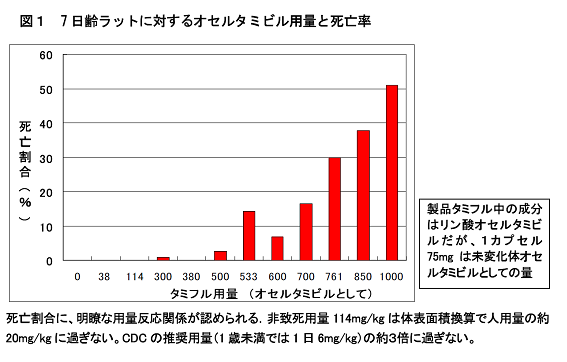 図１　７日齢ラットに対するオセルタミビル用量と死亡率
60
50
40
30
20
10
0
死亡割合（％）
0 38 114 300 380 500 533 600 700 761 850 1000
タミフル用量　（オセルタミビルとして）
製品タミフル中の成分
はリン酸オセルタミビ
ルだが、１カプセル
75mg は未変化体オセ
ルタミビルとしての量
死亡割合に、明瞭な用量反応関係が認められる．非致死用量 114mg/kg は体表面積換算で人用量の約
20mg/kg に過ぎない。CDC の推奨用量（１歳未満では１日 6mg/kg）の約３倍に過ぎない。